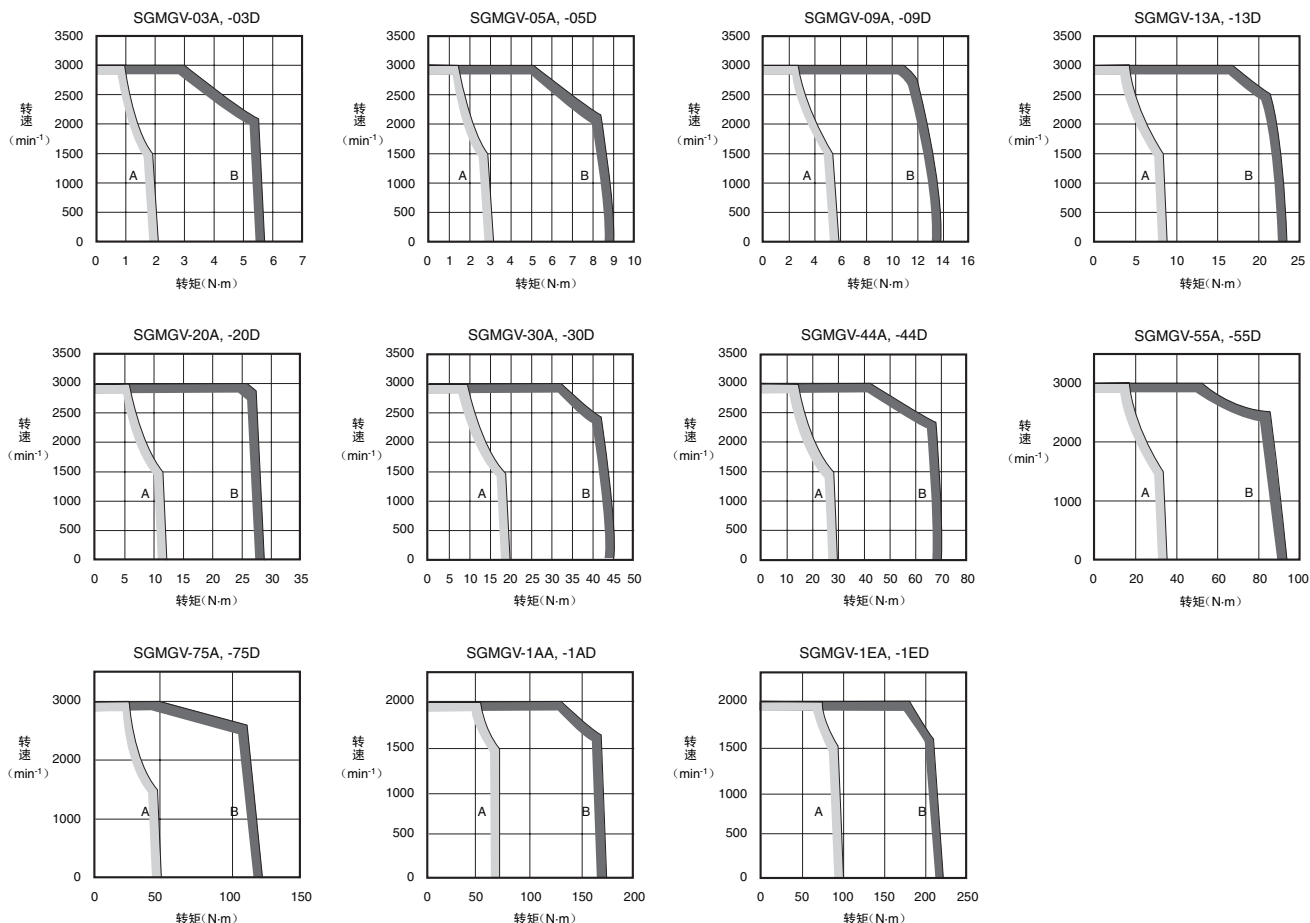 SGMGV-03A, -03D
3500
3000
2500
2000
1500
1000
500
0
转
速
（min-1）
A
B
0 1 2 3 4 5 6 7
转矩（N·m）
SGMGV-05A, -05D
3500
3000
2500
2000
1500
1000
500
0
转
速
（min-1）
A
B
0 1 2 3 4 5 6 7 8 9 10
转矩（N·m）
SGMGV-09A, -09D
3500
3000
2500
2000
1500
1000
500
0
转
速
（min-1）
A
B
0 2 4 6 8 10 12 14 16
转矩（N·m）
SGMGV-13A, -13D
3500
3000
2500
2000
1500
1000
500
0
转
速
（min-1）
A
B
0 5 10 15 20 25
转矩（N·m）
SGMGV-20A, -20D
3500
3000
2500
2000
1500
1000
500
0
转
速
（min-1）
A
B
0 5 10 15 20 25 30 35
转矩（N·m）
SGMGV-30A, -30D
3500
3000
2500
2000
1500
1000
500
0
转
速
（min-1）
A
B
0 5 10 15 20 25 30 35 40 45 50
转矩（N·m）
SGMGV-44A, -44D
3500
3000
2500
2000
1500
1000
500
0
转
速
（min-1）
A
B
0 10 20 30 40 50 60 70 80
转矩（N·m）
SGMGV-55A, -55D
3000
2000
1000
0
转
速
（min-1）
A
B
0 20 40 60 80 100
转矩（N·m）
SGMGV-75A, -75D
3000
2000
1000
0
转
速
（min-1）
A
B
0 50 100 150
转矩（N·m）
SGMGV-1AA, -1AD
2000
1500
1000
500
0
转
速
（min-1）
A
B
0 50 100 150 200
转矩（N·m）
SGMGV-1EA, -1ED
2000
1500
1000
500
0
转
速
（min-1）
A
B
0 50 100 150 200 250
转矩（N·m）